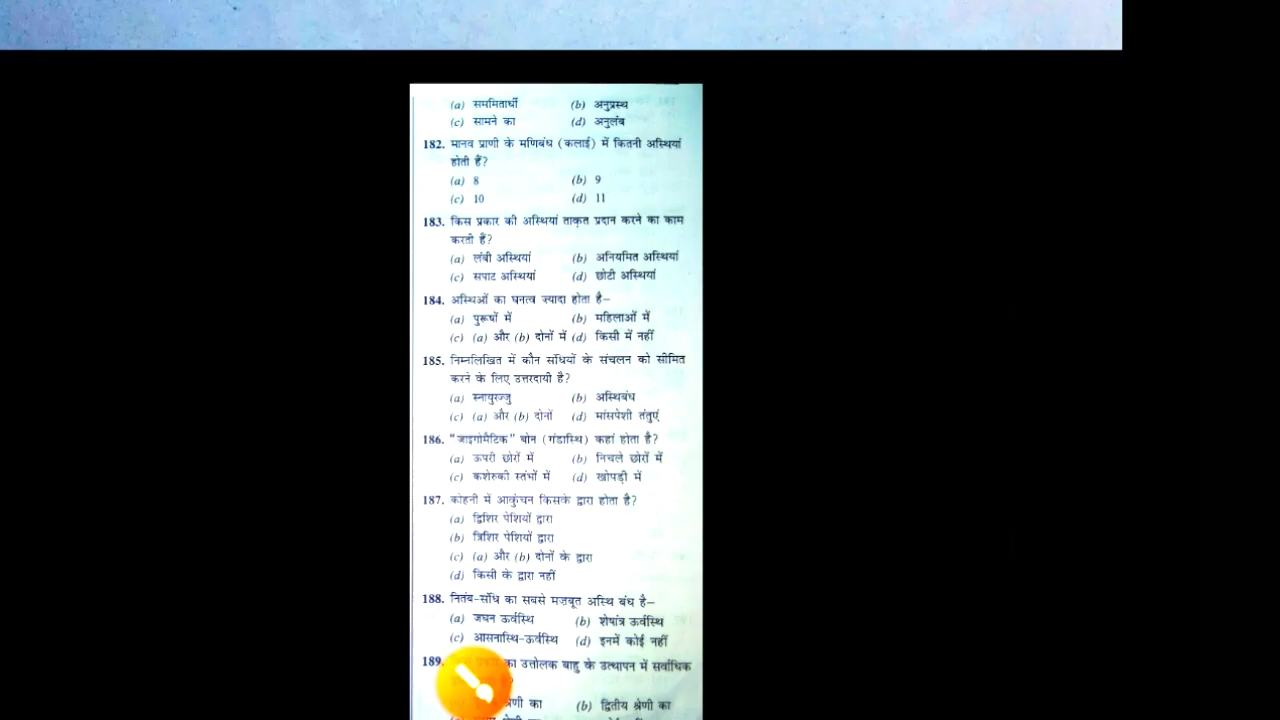 (a) सममितार्धी (b) अनुप्रस्थ
(c) सामने का (d) अनुलंब
182. मानव प्राणी के मणिबंध (कलाई) में कितनी अस्थियां
होती हैं?
(a) 8 (b) 9
(c) 10 (d) 11
183. किस प्रकार की अस्थियां ताक़त प्रदान करने का काम
करती हैं?
(a) लंबी अस्थियां (b) अनियमित अस्थियां
(c) सपाट अस्थियां (d) छोटी अस्थियां
184. अस्थिओं का घनत्व ज्यादा होता है–
(a) पुरूषों में (b) महिलाओं में
(c) (a) और (b) दोनों में (d) किसी में नहीं
185. निम्नलिखित में कौन संधियों के संचलन को सीमित
करने के लिए उत्तरदायी है?
(a) स्नायुरज्जु (b) अस्थिबंध
(c) (a) और (b) दोनों (d) मांसपेशी तंतुएं
186. "जाइगोमैटिक" बोन (गंडास्थि) कहां होता है?
(a) ऊपरी छोरों में (b) निचले छोरों में
(c) कशेरुकी स्तंभों में (d) खोपड़ी में
187. कोहनी में आकुंचन किसके द्वारा होता है?
(a) द्विशिर पेशियों द्वारा
(b) त्रिशिर पेशियों द्वारा
(c) (a) और (b) दोनों के द्वारा
(d) किसी के द्वारा नहीं
188. नितंब-संधि का सबसे मज़बूत अस्थि बंध है–
(a) जघन ऊर्वस्थि (b) शेषांत्र ऊर्वस्थि
(c) आसनास्थि-ऊर्वस्थि (d) इनमें कोई नहीं
189. का उत्तोलक बाहु के उत्थापन में सर्वाधिक
श्रेणी का (b) द्वितीय श्रेणी का